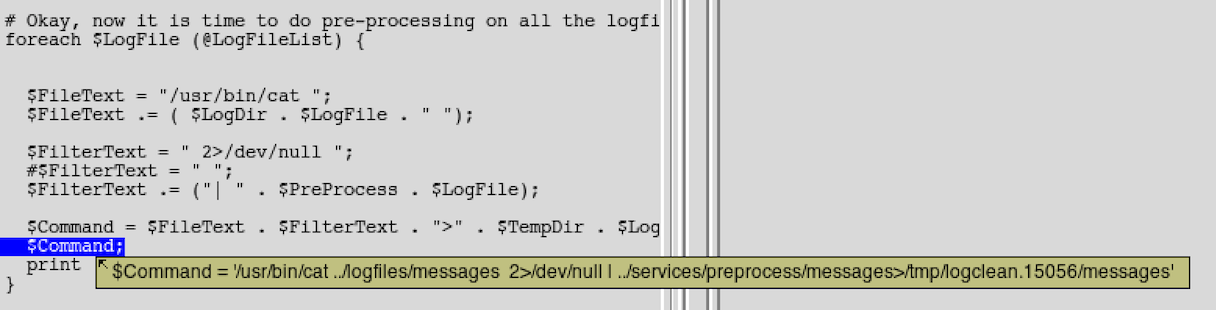 # Okay, now it is time to do pre-processing on all the logfi
foreach $LogFile (@LogFileList) {
$FileText = "/usr/bin/cat ";
$FileText .= ( $LogDir . $LogFile . " ");
$FilterText = " 2>/dev/null ";
#$FilterText = " ";
$FilterText .= ("| " . $PreProcess . $LogFile);
$Command = $FileText . $FilterText . ">" . $TempDir . $Log
$Command;
print
$Command = '/usr/bin/cat ../logfiles/messages  2>/dev/null | ../services/preprocess/messages>/tmp/logclean.15056/messages'
}